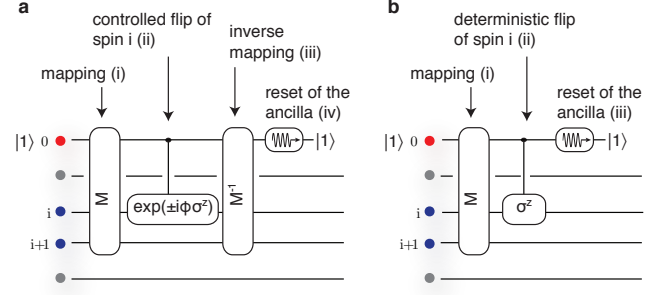 a
controlled flip of
spin i (ii)
inverse
mapping (iii)
mapping (i)
reset of the
ancilla (iv)
|1⟩ 0
M
exp(±iϕσᶻ)
M⁻¹
|1⟩
i
i+1
b
deterministic flip
of spin i (ii)
mapping (i)
reset of the
ancilla (iii)
|1⟩ 0
M
σᶻ
|1⟩
i
i+1